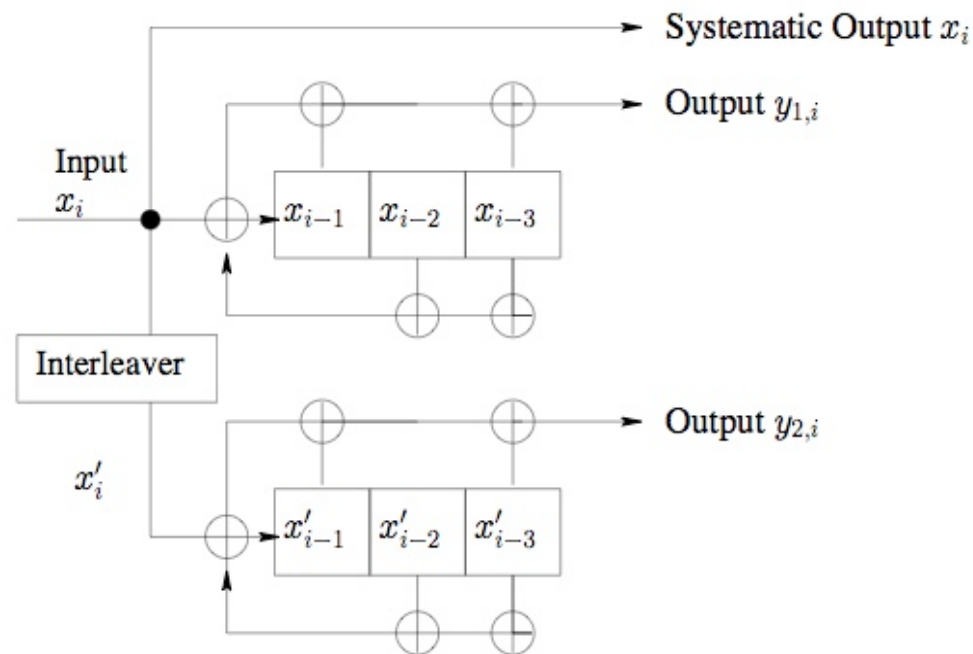 Systematic Output x_i
Output y_{1,i}
Input
x_i
x_{i-1} x_{i-2} x_{i-3}
Interleaver
Output y_{2,i}
x'_i
x'_{i-1} x'_{i-2} x'_{i-3}